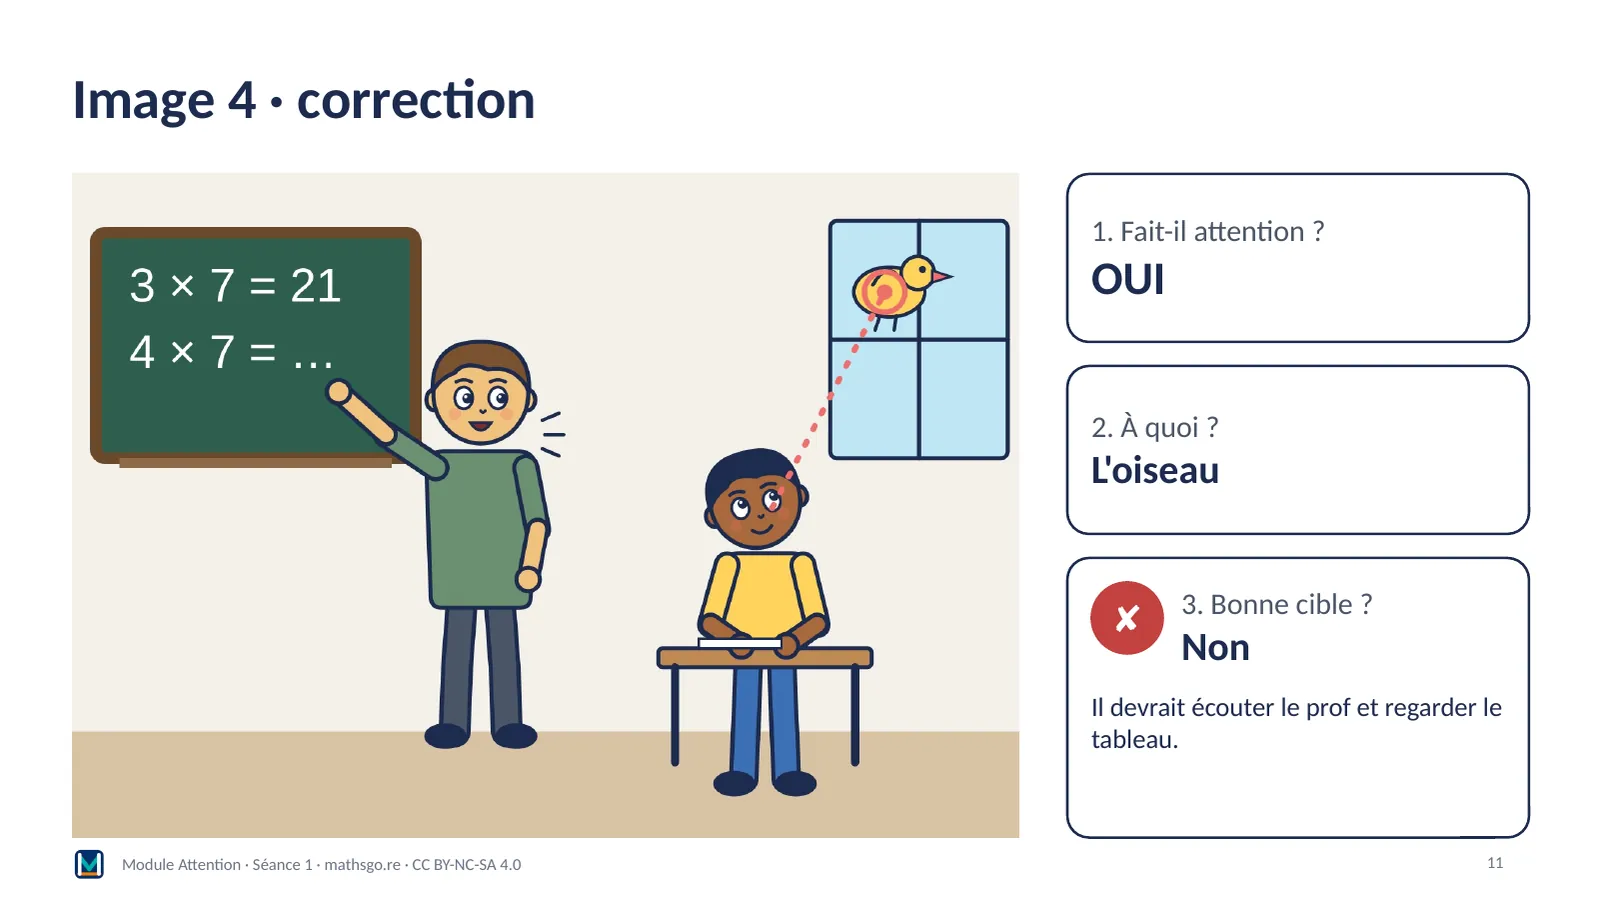 Image 4 · correction
3 × 7 = 21
4 × 7 = ...
1. Fait-il attention ?
OUI
2. À quoi ?
L'oiseau
✘
3. Bonne cible ?
Non
Il devrait écouter le prof et regarder le
tableau.
Module Attention · Séance 1 · mathsgo.re · CC BY-NC-SA 4.0
11